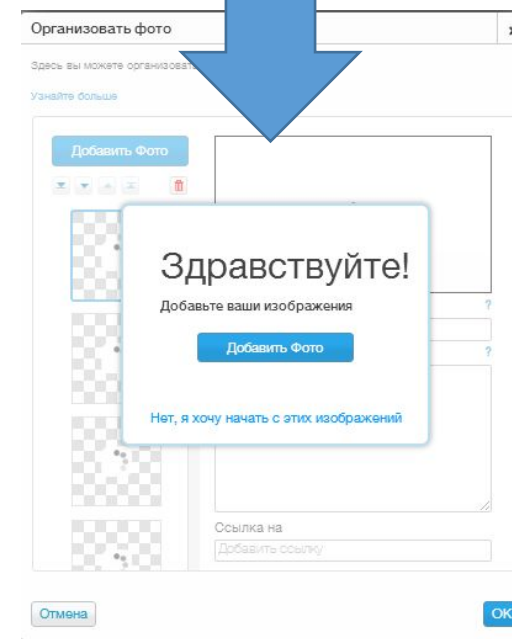 Организовать фото
Здесь вы можете организовать
Узнайте больше
Добавить Фото
Здравствуйте!
Добавьте ваши изображения
?
Добавить Фото
?
Нет, я хочу начать с этих изображений
Ссылка на
Добавить ссылку
Отмена
OK